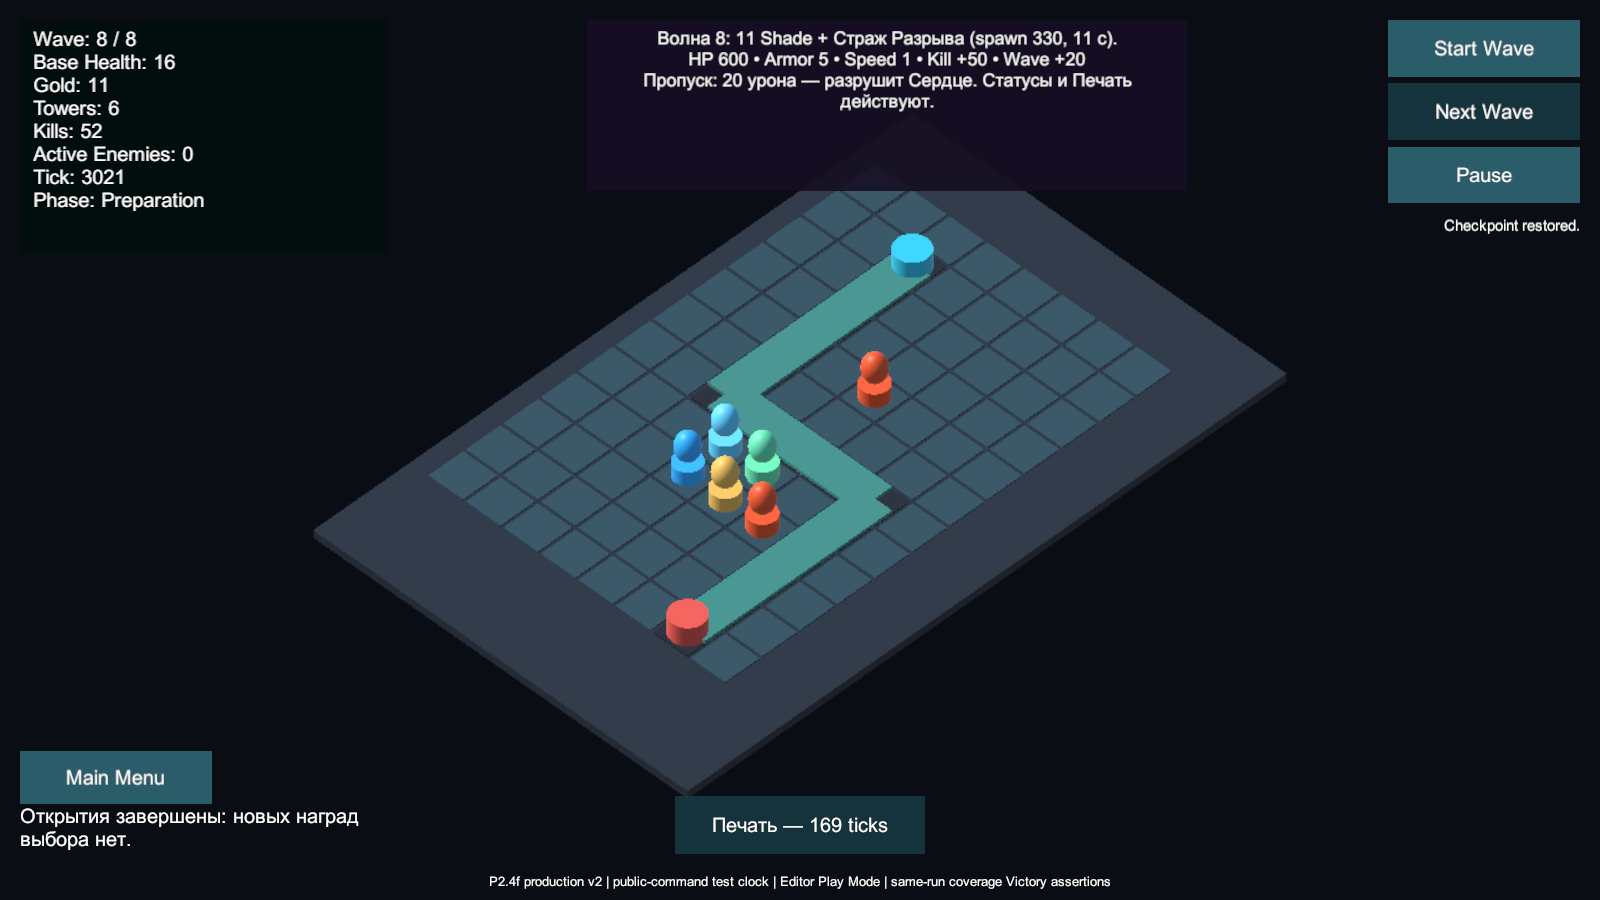 Wave: 8 / 8
Base Health: 16
Gold: 11
Towers: 6
Kills: 52
Active Enemies: 0
Tick: 3021
Phase: Preparation
Волна 8: 11 Shade + Страж Разрыва (spawn 330, 11 с).
HP 600 • Armor 5 • Speed 1 • Kill +50 • Wave +20
Пропуск: 20 урона — разрушит Сердце. Статусы и Печать
действуют.
Start Wave
Next Wave
Pause
Checkpoint restored.
Main Menu
Открытия завершены: новых наград
выбора нет.
Печать — 169 ticks
P2.4f production v2 | public-command test clock | Editor Play Mode | same-run coverage Victory assertions